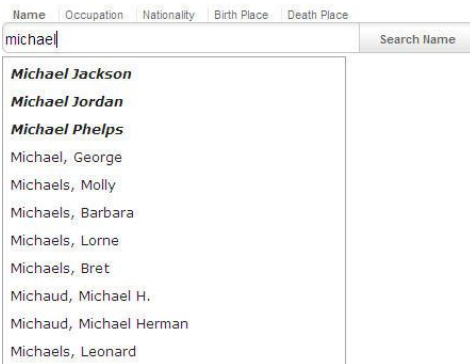 Name Occupation Nationality Birth Place Death Place
michael Search Name
Michael Jackson
Michael Jordan
Michael Phelps
Michael, George
Michaels, Molly
Michaels, Barbara
Michaels, Lorne
Michaels, Bret
Michaud, Michael H.
Michaud, Michael Herman
Michaels, Leonard